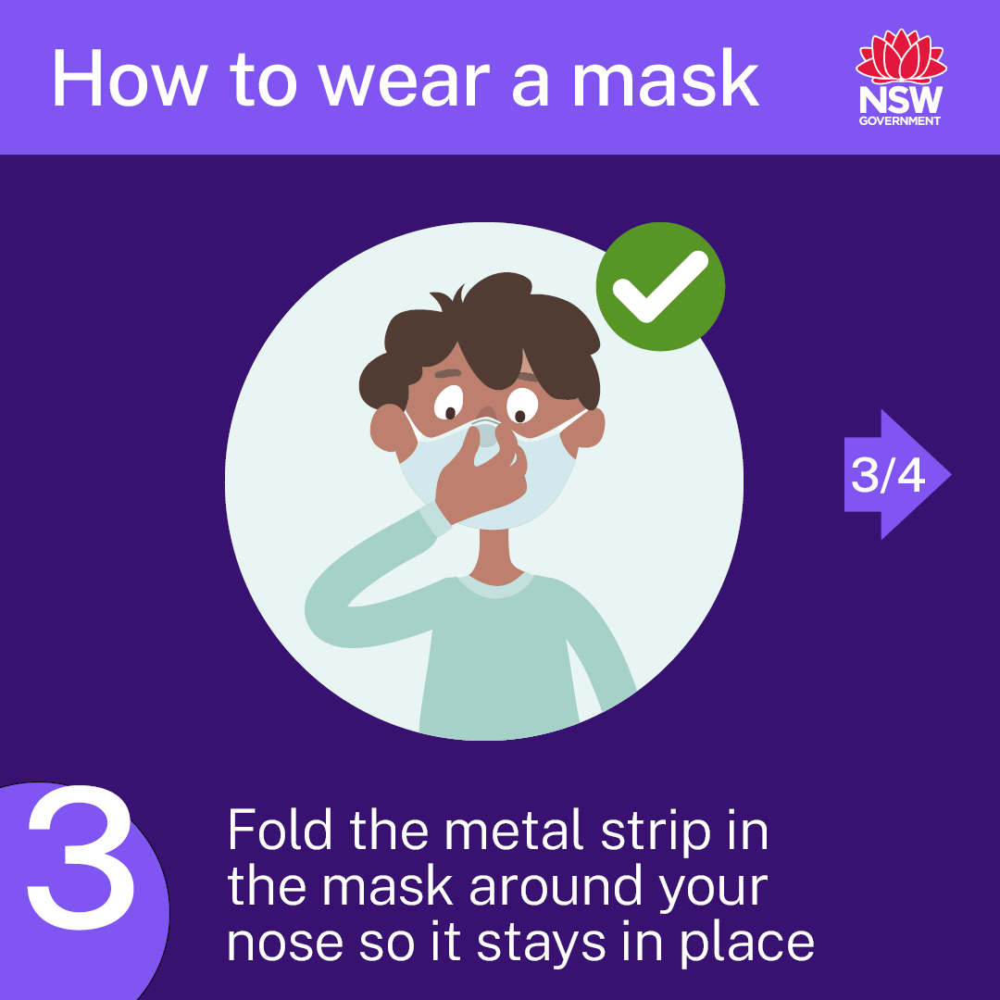 How to wear a mask
NSW
GOVERNMENT
3/4
3
Fold the metal strip in
the mask around your
nose so it stays in place